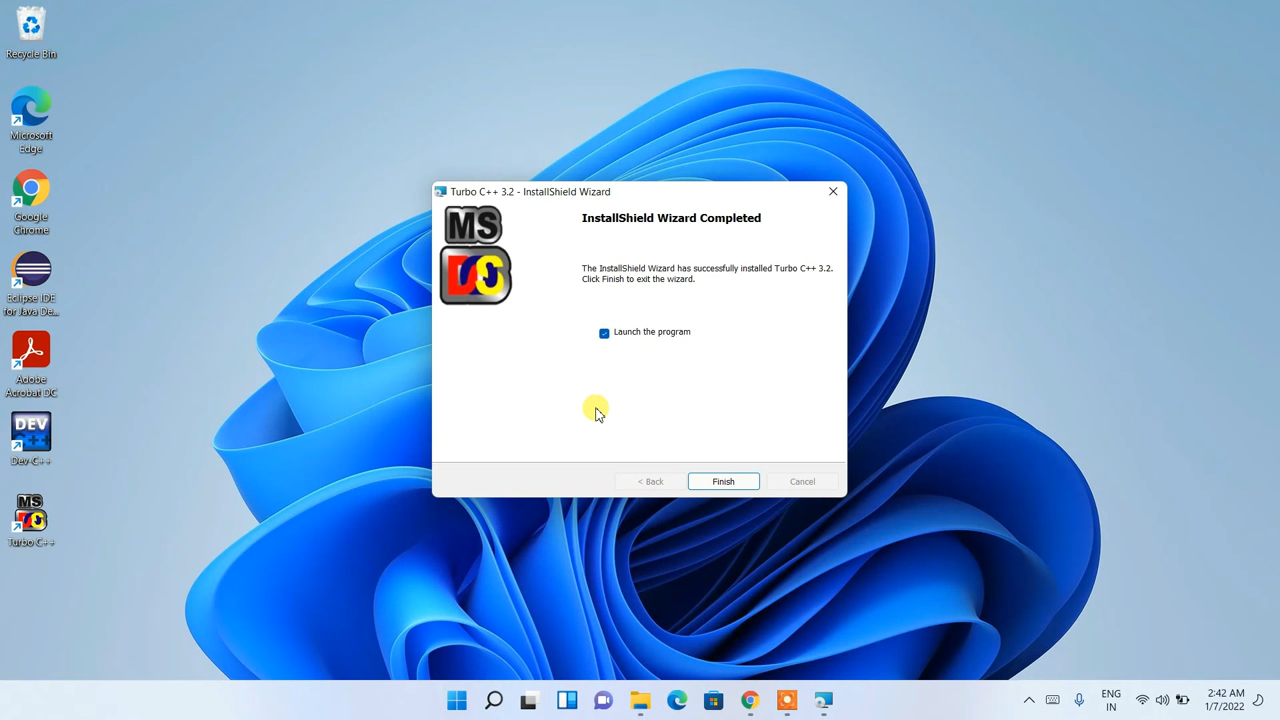 Recycle Bin
Microsoft
Edge
Google
Chrome
Eclipse IDE
for Java De...
Adobe
Acrobat DC
DEV
C++
Dev-C++
MS
Turbo C++
Turbo C++ 3.2 - InstallShield Wizard
MS
DOS
InstallShield Wizard Completed
The InstallShield Wizard has successfully installed Turbo C++ 3.2.
Click Finish to exit the wizard.
Launch the program
< Back
Finish
Cancel
ENG
IN
2:42 AM
1/7/2022